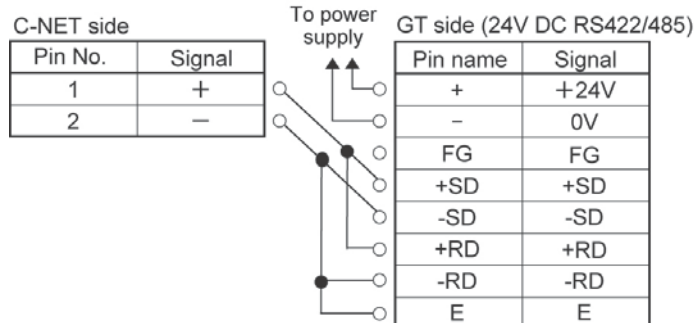 To power
supply
C-NET side
Pin No. Signal
1 +
2 −
GT side (24V DC RS422/485)
Pin name Signal
+ +24V
− 0V
FG FG
+SD +SD
-SD -SD
+RD +RD
-RD -RD
E E